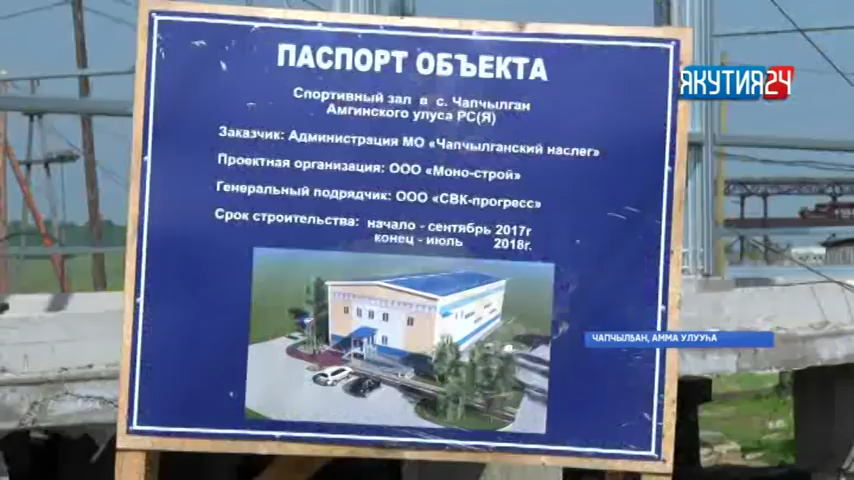 ПАСПОРТ ОБЪЕКТА
Спортивный зал в с. Чапчылган
Амгинского улуса РС(Я)
Заказчик: Администрация МО «Чапчылганский наслег»
Проектная организация: ООО «Моно-строй»
Генеральный подрядчик: ООО «СВК-прогресс»
Срок строительства: начало - сентябрь 2017г
конец - июль 2018г.
ЯКУТИЯ24
ЧАПЧЫЛҔАН, АММА УЛУУҺА